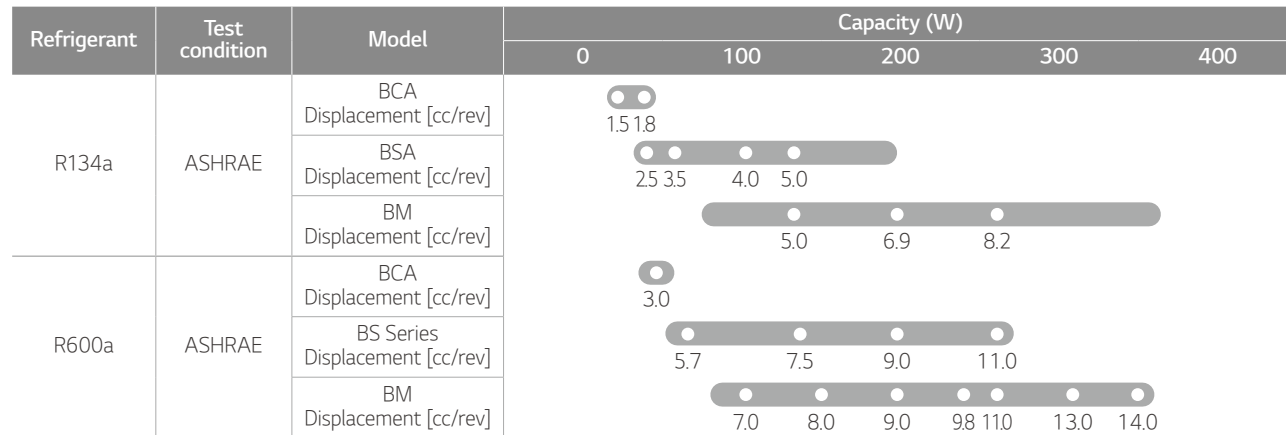 Refrigerant
Test
condition
Model
Capacity (W)
0 100 200 300 400
R134a
ASHRAE
BCA
Displacement [cc/rev]
1.5 1.8
BSA
Displacement [cc/rev]
2.5 3.5 4.0 5.0
BM
Displacement [cc/rev]
5.0 6.9 8.2
R600a
ASHRAE
BCA
Displacement [cc/rev]
3.0
BS Series
Displacement [cc/rev]
5.7 7.5 9.0 11.0
BM
Displacement [cc/rev]
7.0 8.0 9.0 9.8 11.0 13.0 14.0